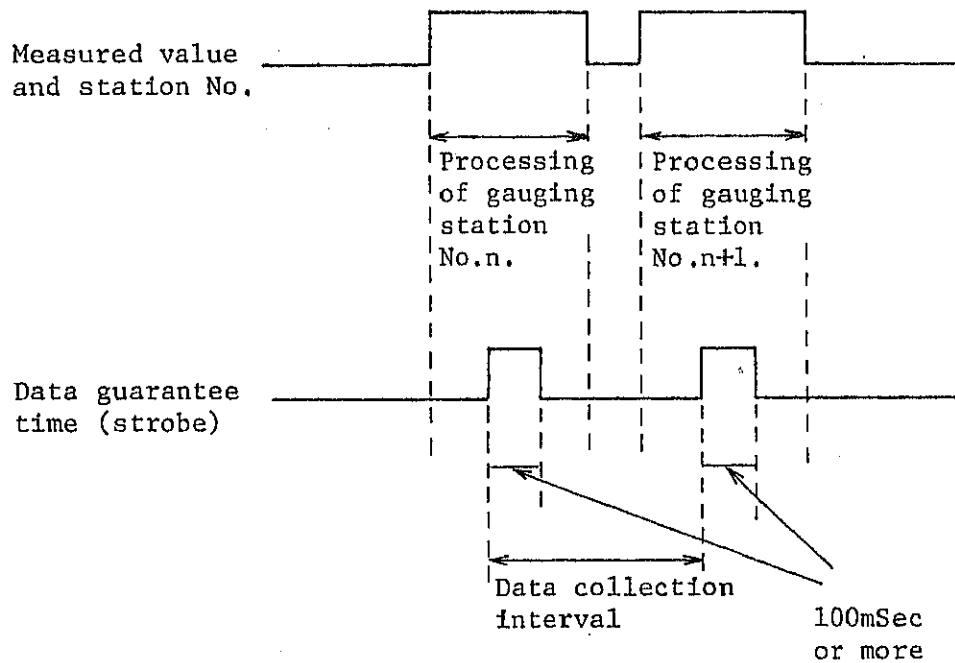 Measured value
and station No.
Processing
of gauging
station
No.n.
Processing
of gauging
station
No.n+1.
Data guarantee
time (strobe)
Data collection
interval
100mSec
or more